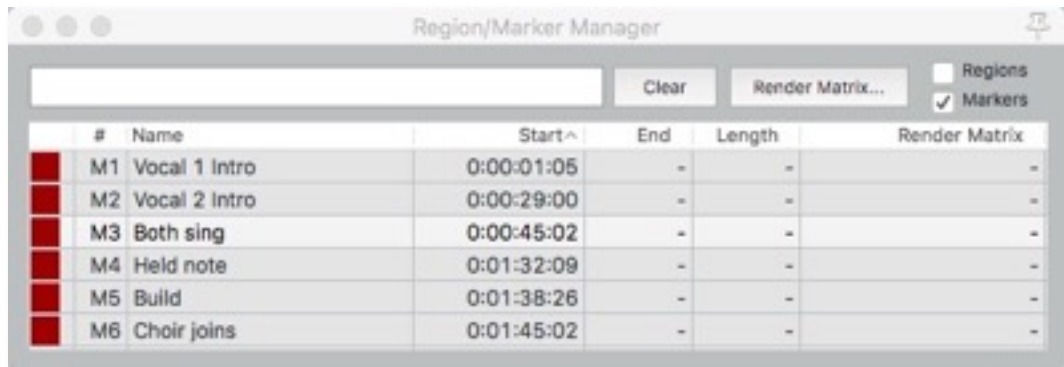 Region/Marker Manager
Clear Render Matrix... Regions
Markers
# Name Start End Length Render Matrix
M1 Vocal 1 Intro 0:00:01:05 - - -
M2 Vocal 2 Intro 0:00:29:00 - - -
M3 Both sing 0:00:45:02 - - -
M4 Held note 0:01:32:09 - - -
M5 Build 0:01:38:26 - - -
M6 Choir joins 0:01:45:02 - - -